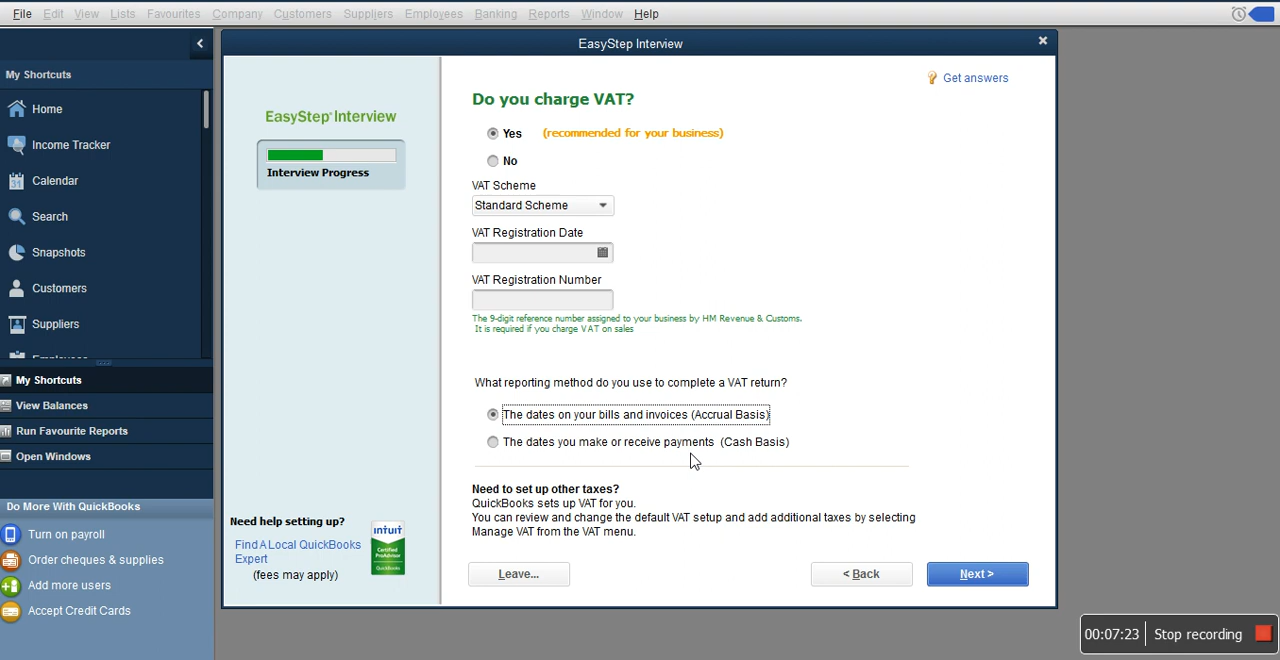 File Edit View Lists Favourites Company Customers Suppliers Employees Banking Reports Window Help
EasyStep Interview
My Shortcuts
Home
Income Tracker
Calendar
31
Search
Snapshots
Customers
Suppliers
Employees
My Shortcuts
View Balances
Run Favourite Reports
Open Windows
Do More With QuickBooks
Turn on payroll
Order cheques & supplies
Add more users
Accept Credit Cards
EasyStep Interview
Interview Progress
Need help setting up?
Find A Local QuickBooks
Expert
(fees may apply)
intuit
Certified
ProAdvisor
QuickBooks
Get answers
Do you charge VAT?
Yes (recommended for your business)
No
VAT Scheme
Standard Scheme
VAT Registration Date
VAT Registration Number
The 9-digit reference number assigned to your business by HM Revenue & Customs.
It is required if you charge VAT on sales
What reporting method do you use to complete a VAT return?
The dates on your bills and invoices (Accrual Basis)
The dates you make or receive payments (Cash Basis)
Need to set up other taxes?
QuickBooks sets up VAT for you.
You can review and change the default VAT setup and add additional taxes by selecting
Manage VAT from the VAT menu.
Leave... < Back Next >
00:07:23 Stop recording